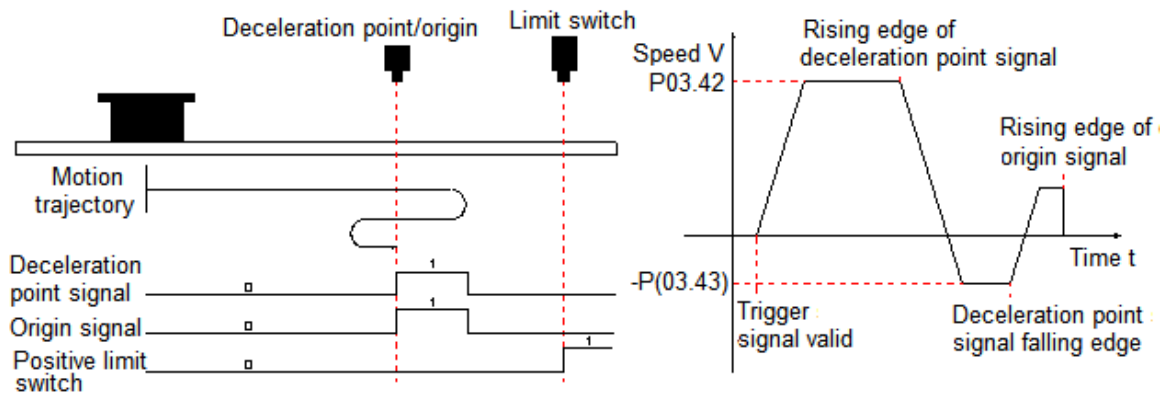 Deceleration point/origin
Limit switch
Motion
trajectory
Deceleration
point signal
1
0
Origin signal
1
0
Positive limit
switch
1
0
Speed V
P03.42
Rising edge of
deceleration point signal
Rising edge of
origin signal
Time t
-P(03.43)
Trigger
signal valid
Deceleration point
signal falling edge